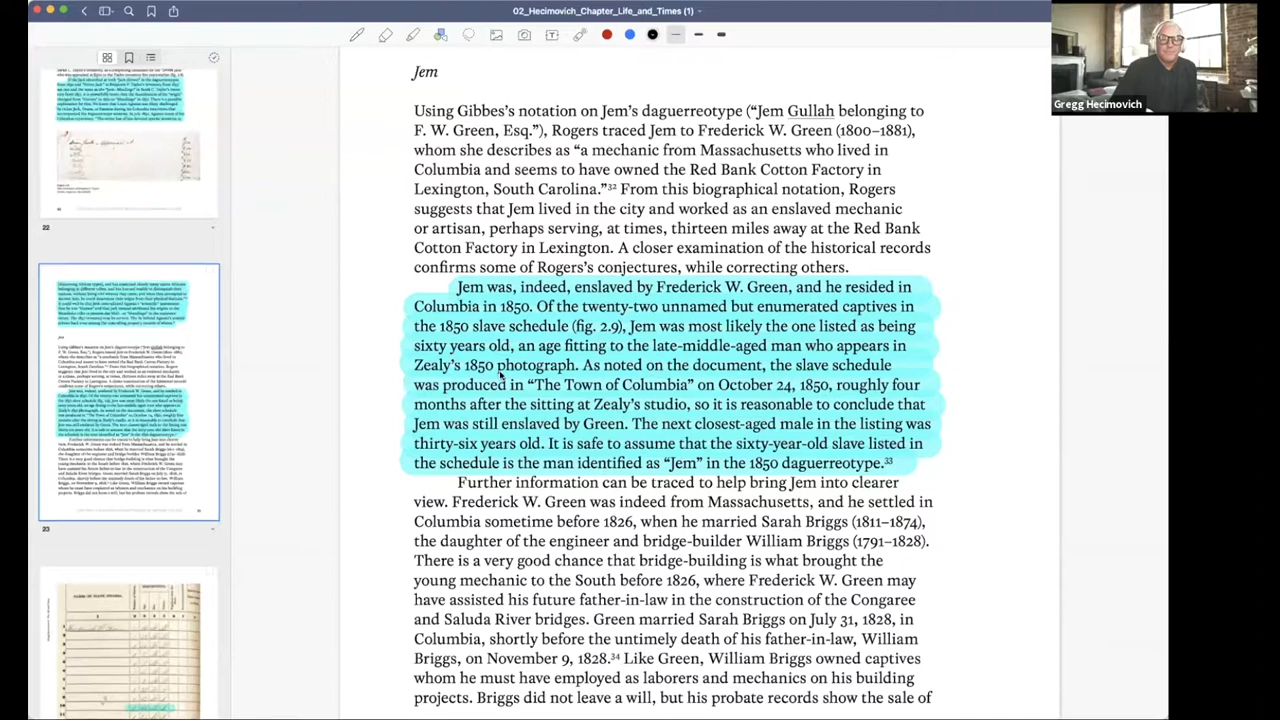 02_Hecimovich_Chapter_Life_and_Times (1)
Gregg Hecimovich
22
23
Jem
Using Gibbes's notation on Jem's daguerreotype (“Jem Gullah belonging to
F. W. Green, Esq.”), Rogers traced Jem to Frederick W. Green (1800–1881),
whom she describes as “a mechanic from Massachusetts who lived in
Columbia and seems to have owned the Red Bank Cotton Factory in
Lexington, South Carolina.”³² From this biographical notation, Rogers
suggests that Jem lived in the city and worked as an enslaved mechanic
or artisan, perhaps serving, at times, thirteen miles away at the Red Bank
Cotton Factory in Lexington. A closer examination of the historical records
confirms some of Rogers's conjectures, while correcting others.
Jem was, indeed, enslaved by Frederick W. Green, and he resided in
Columbia in 1850. Of the twenty-two unnamed but enumerated captives in
the 1850 slave schedule (fig. 2.9), Jem was most likely the one listed as being
sixty years old, an age fitting to the late-middle-aged man who appears in
Zealy's 1850 photograph. As noted on the document, the slave schedule
was produced in “The Town of Columbia” on October 24, 1850, roughly four
months after the sitting in Zealy's studio, so it is reasonable to conclude that
Jem was still enslaved by Green. The next closest-aged male in the listing was
thirty-six years old. It is safe to assume that the sixty-year-old listed in
the schedule is the man identified as “Jem” in the 1850 daguerreotype.³³
Further information can be traced to help bring Jem into clearer
view. Frederick W. Green was indeed from Massachusetts, and he settled in
Columbia sometime before 1826, when he married Sarah Briggs (1811–1874),
the daughter of the engineer and bridge-builder William Briggs (1791–1828).
There is a very good chance that bridge-building is what brought the
young mechanic to the South before 1826, where Frederick W. Green may
have assisted his future father-in-law in the construction of the Congaree
and Saluda River bridges. Green married Sarah Briggs on July 31, 1828, in
Columbia, shortly before the untimely death of his father-in-law, William
Briggs, on November 9, 1828.³⁴ Like Green, William Briggs owned captives
whom he must have employed as laborers and mechanics on his building
projects. Briggs did not leave a will, but his probate records show the sale of